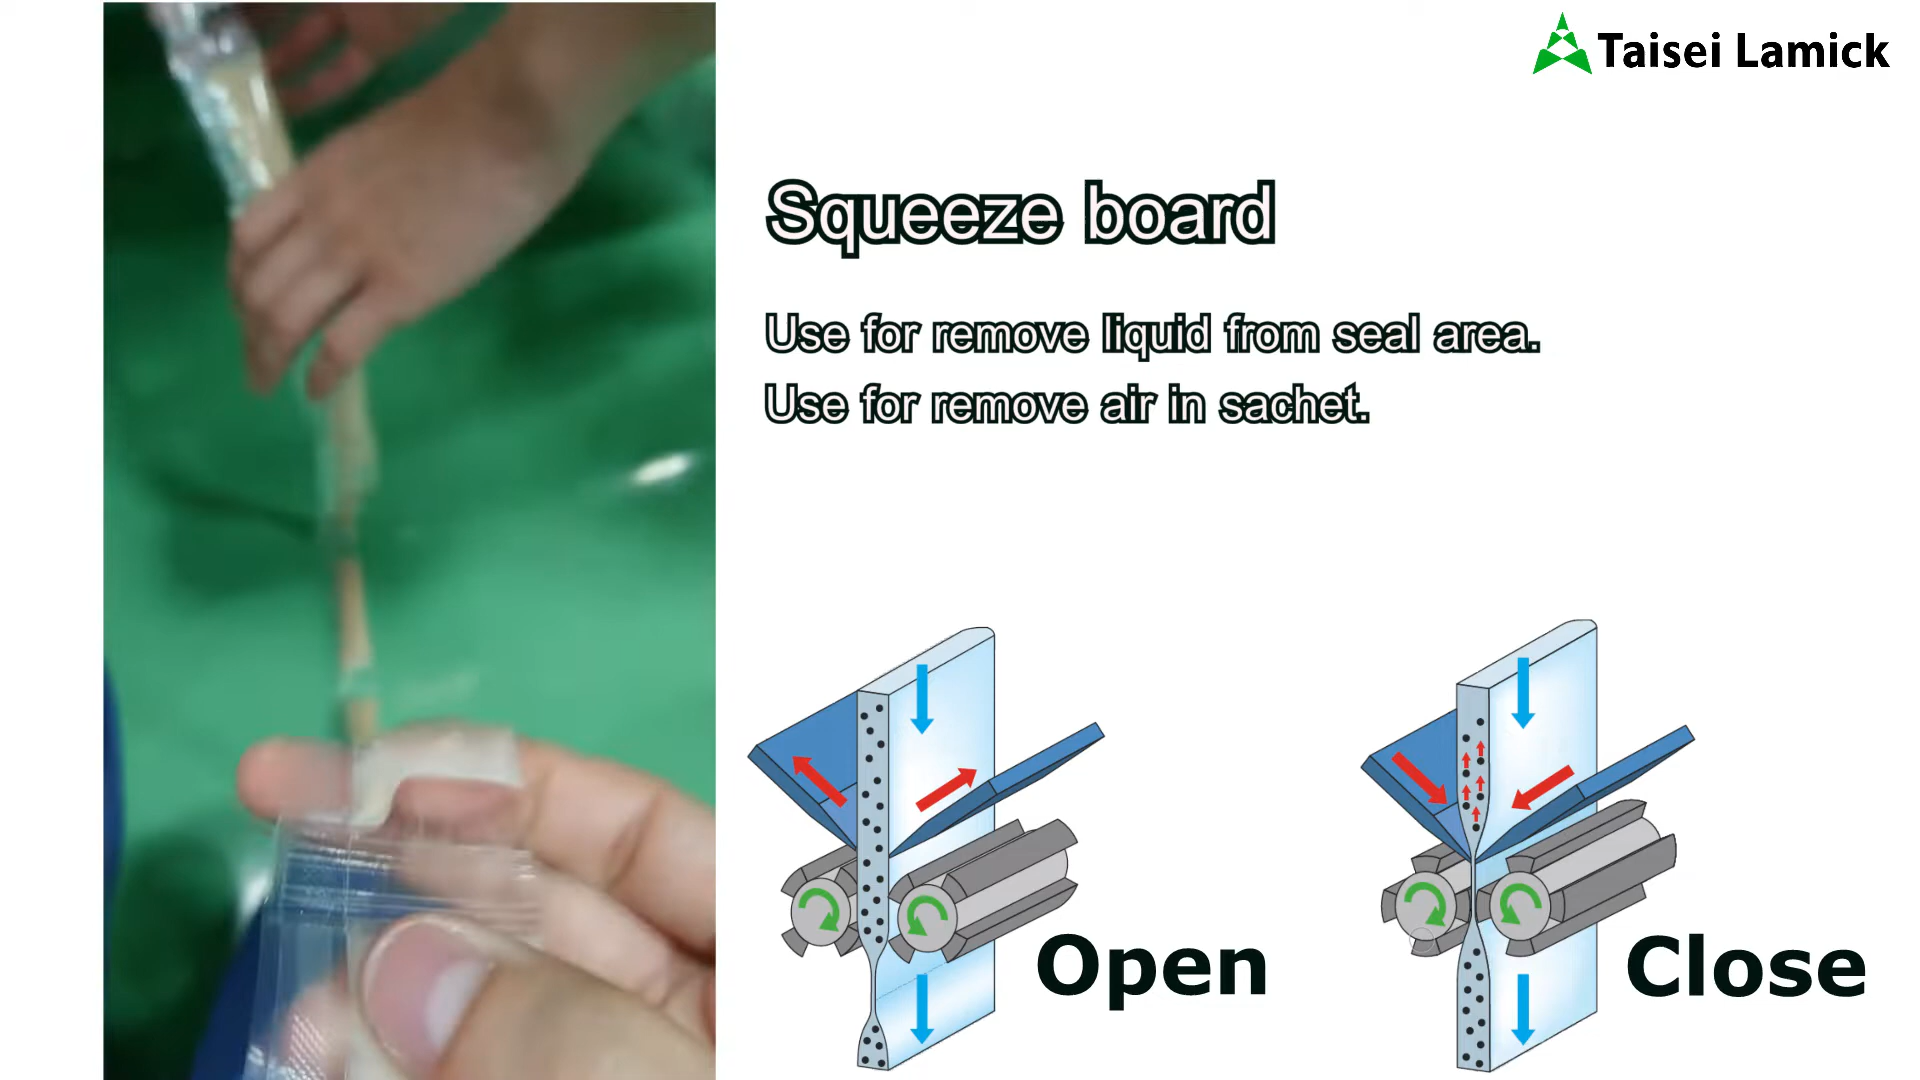 Taisei Lamick
Squeeze board
Use for remove liquid from seal area.
Use for remove air in sachet.
Open
Close